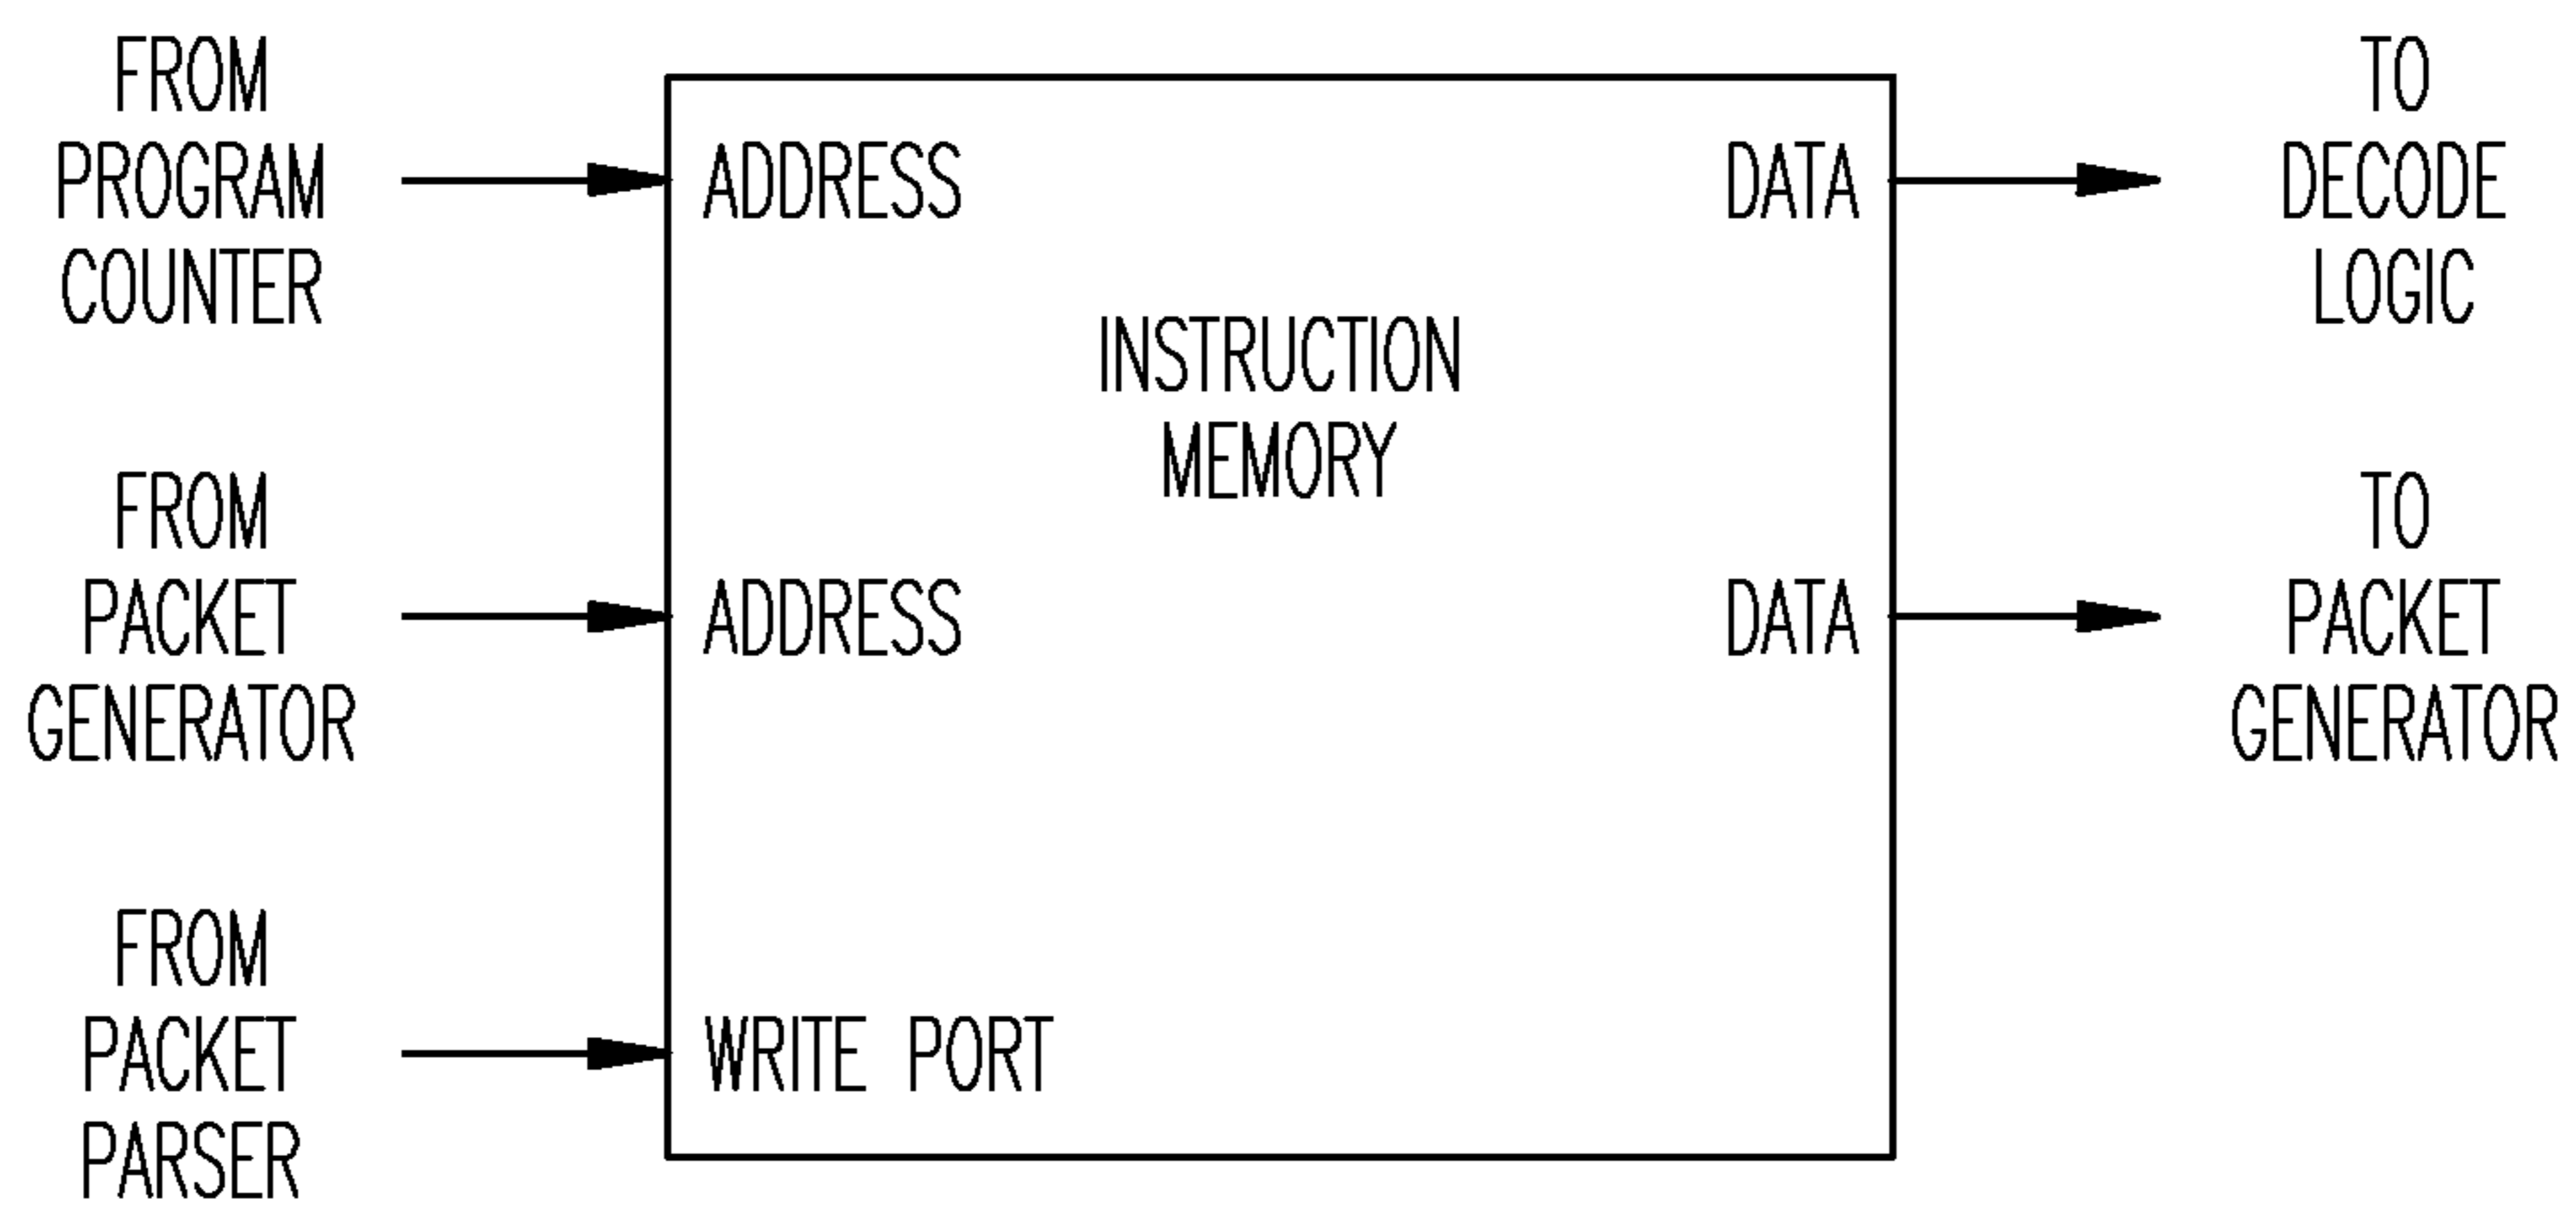 FROM
PROGRAM
COUNTER
ADDRESS
DATA
TO
DECODE
LOGIC
INSTRUCTION
MEMORY
FROM
PACKET
GENERATOR
ADDRESS
DATA
TO
PACKET
GENERATOR
FROM
PACKET
PARSER
WRITE PORT